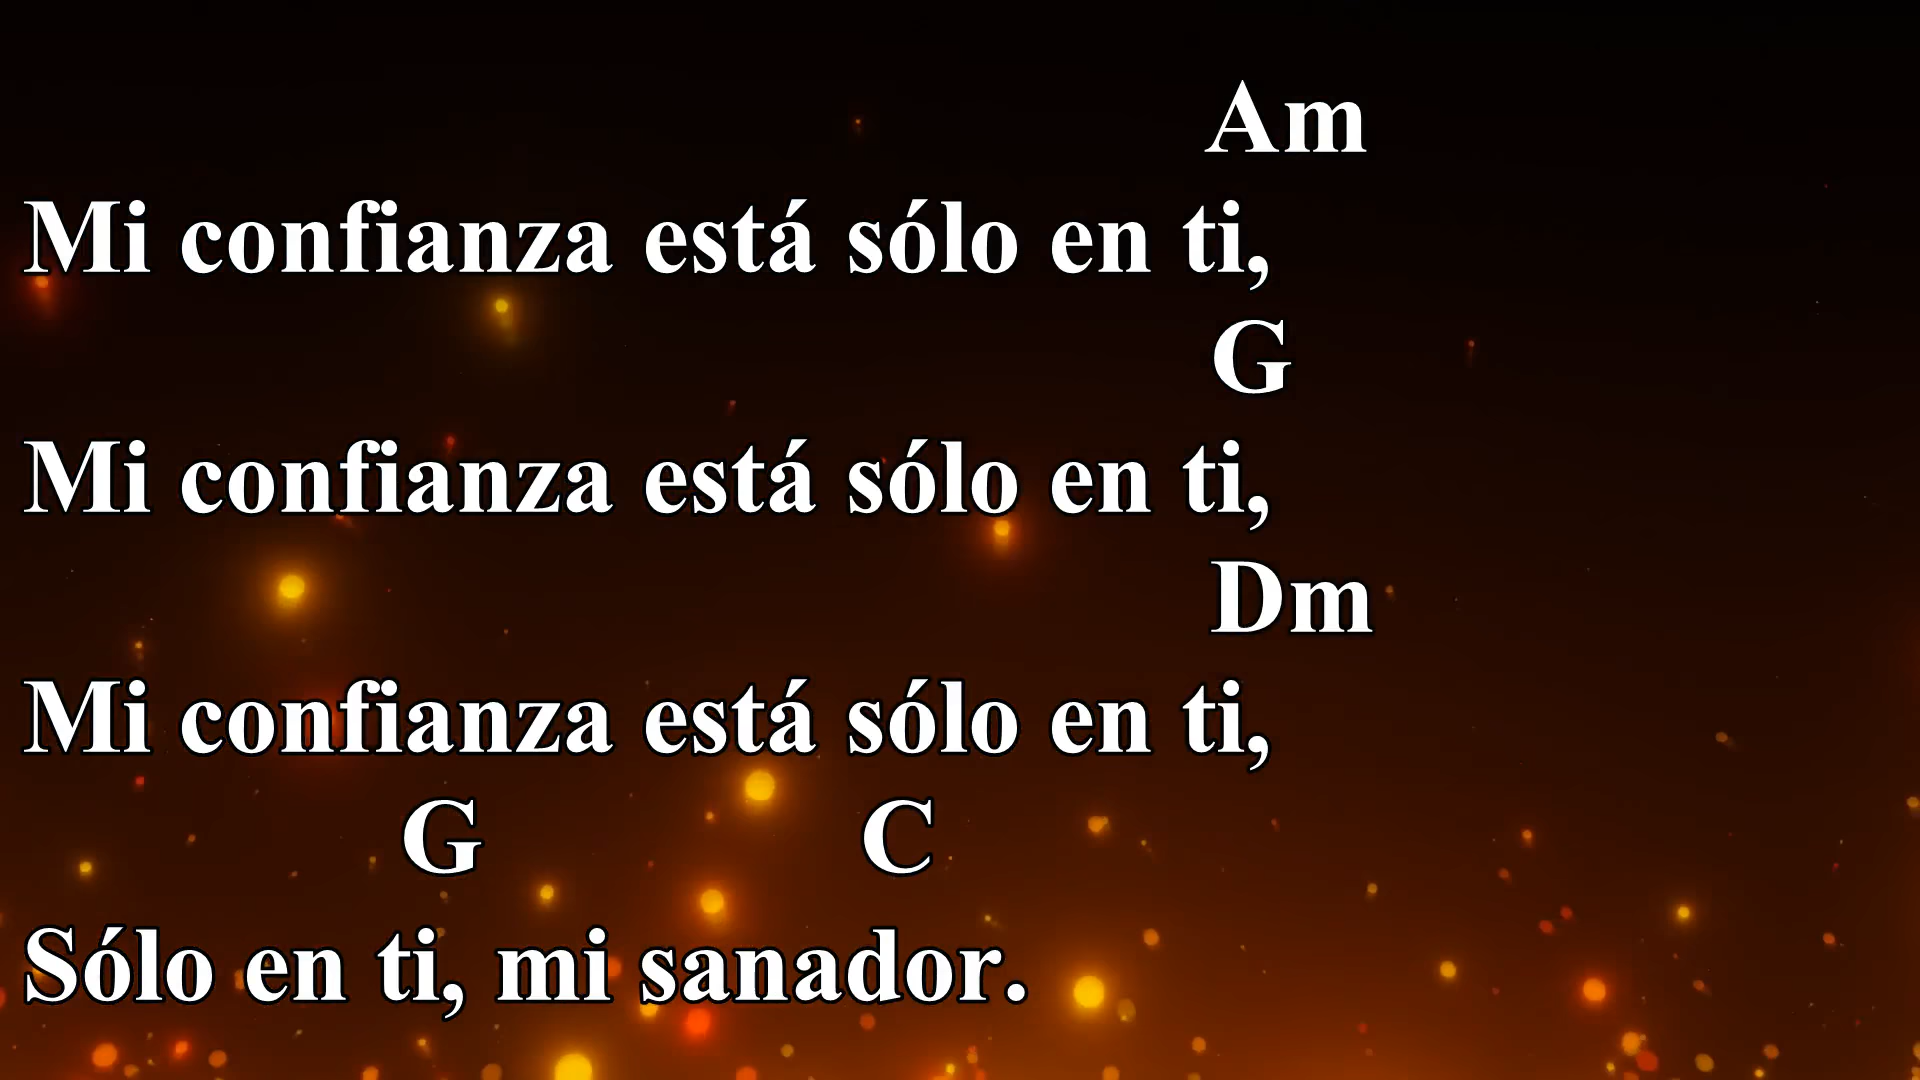 Am
Mi confianza está sólo en ti,
G
Mi confianza está sólo en ti,
Dm
Mi confianza está sólo en ti,
G C
Sólo en ti, mi sanador.